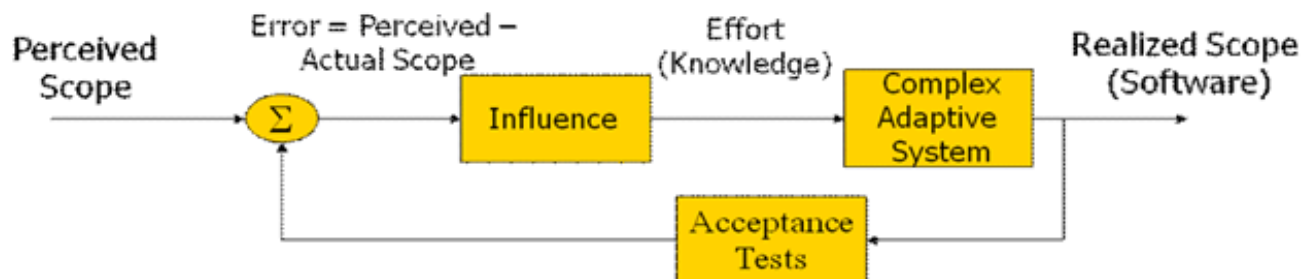 Perceived
Scope
Error = Perceived –
Actual Scope
Σ
Influence
Effort
(Knowledge)
Complex
Adaptive
System
Realized Scope
(Software)
Acceptance
Tests